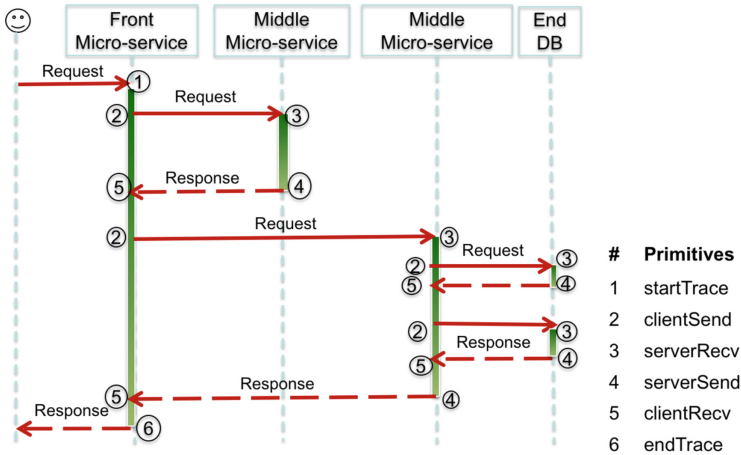 Front
Micro-service
Middle
Micro-service
Middle
Micro-service
End
DB
Request
1
2
Request
3
5
Response
4
2
Request
3
2
Request
3
5
4
2
3
Response
5
4
5
Response
4
Response
6
# Primitives
1 startTrace
2 clientSend
3 serverRecv
4 serverSend
5 clientRecv
6 endTrace